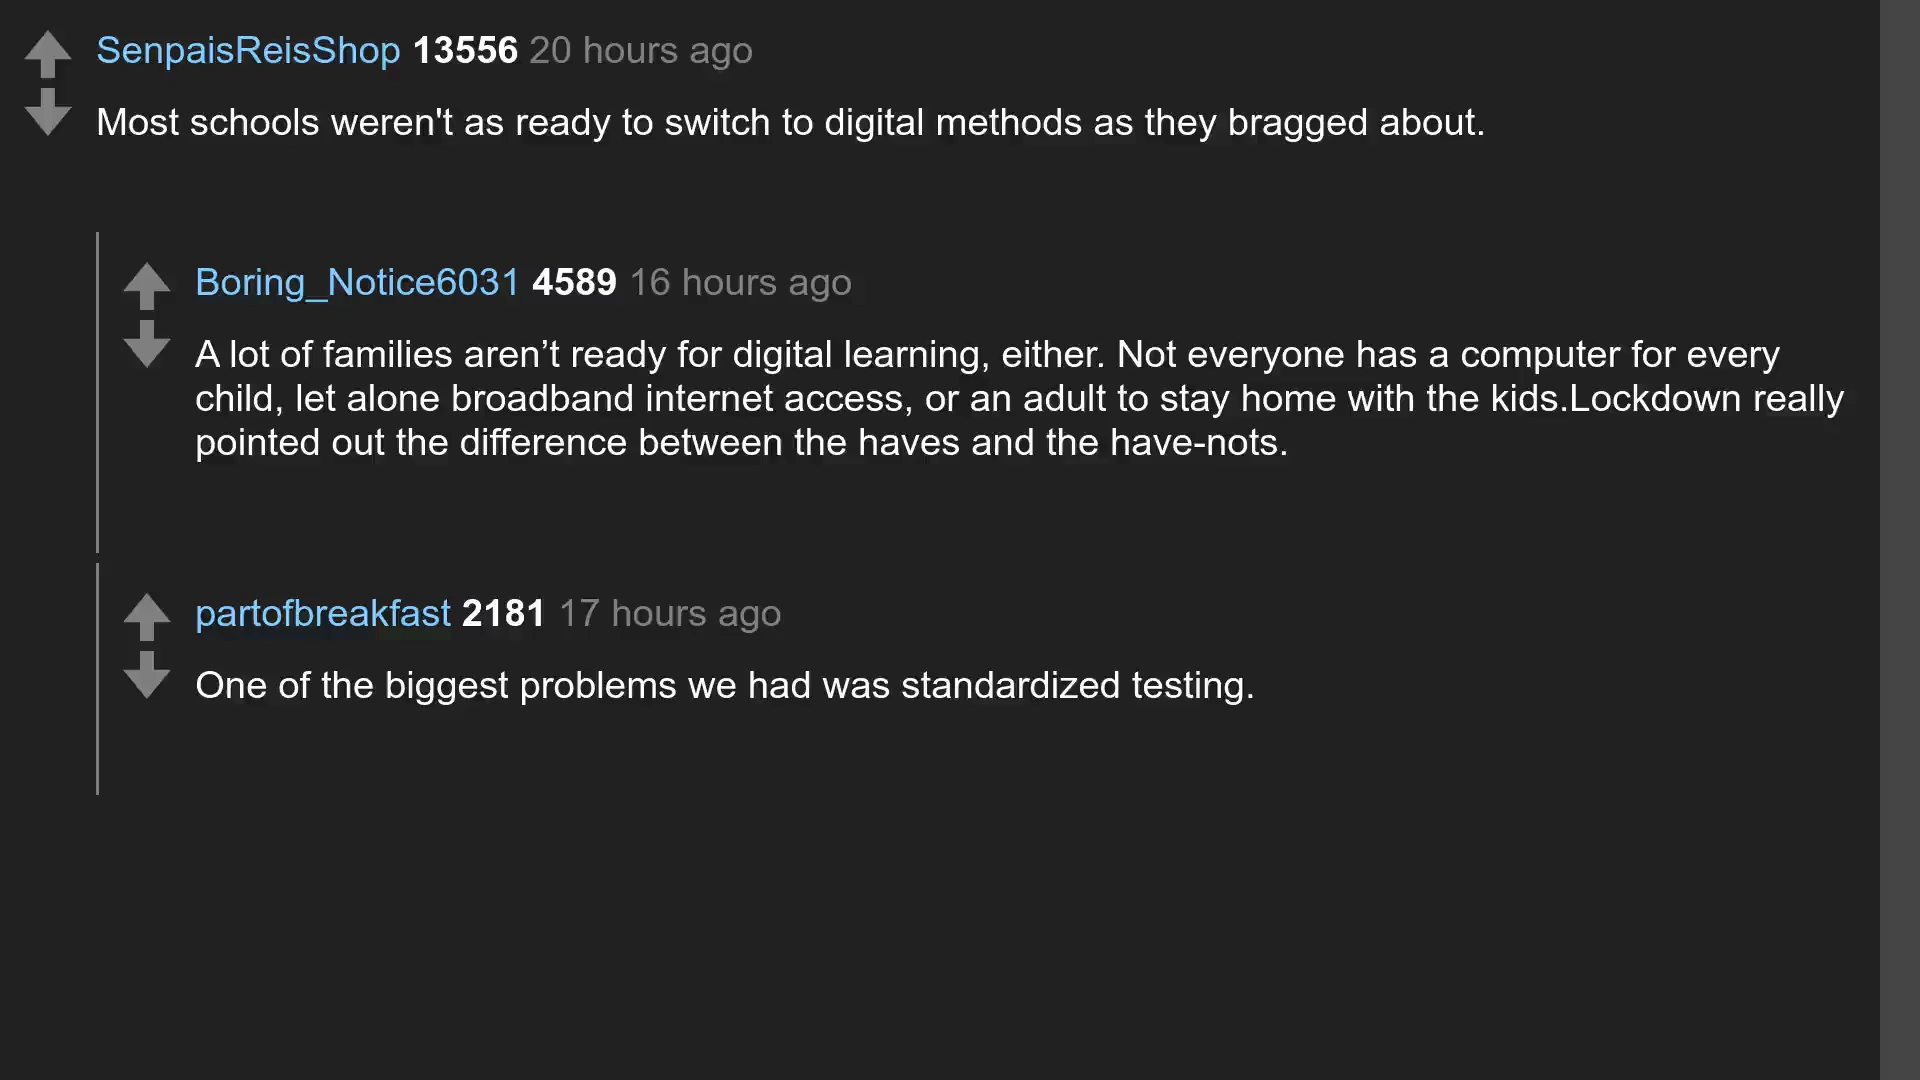 SenpaisReisShop 13556 20 hours ago
Most schools weren't as ready to switch to digital methods as they bragged about.
Boring_Notice6031 4589 16 hours ago
A lot of families aren’t ready for digital learning, either. Not everyone has a computer for every
child, let alone broadband internet access, or an adult to stay home with the kids.Lockdown really
pointed out the difference between the haves and the have-nots.
partofbreakfast 2181 17 hours ago
One of the biggest problems we had was standardized testing.